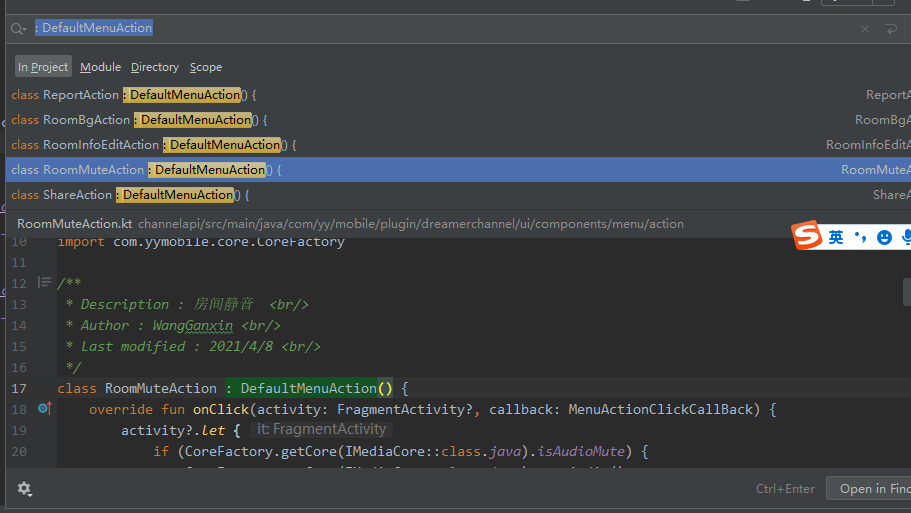 : DefaultMenuAction
In Project Module Directory Scope
class ReportAction : DefaultMenuAction() { ReportA
class RoomBgAction : DefaultMenuAction() { RoomBgA
class RoomInfoEditAction : DefaultMenuAction() { RoomInfoEditA
class RoomMuteAction : DefaultMenuAction() { RoomMuteA
class ShareAction : DefaultMenuAction() { ShareA
RoomMuteAction.kt channelapi/src/main/java/com/yy/mobile/plugin/dreamerchannel/ui/components/menu/action
10 import com.yymobile.core.CoreFactory
11
12 /**
13 * Description : 房间静音 <br/>
14 * Author : WangGanxin <br/>
15 * Last modified : 2021/4/8 <br/>
16 */
17 class RoomMuteAction : DefaultMenuAction() {
18 override fun onClick(activity: FragmentActivity?, callback: MenuActionClickCallBack) {
19 activity?.let { it: FragmentActivity
20 if (CoreFactory.getCore(IMediaCore::class.java).isAudioMute) {
S 英
Ctrl+Enter Open in Find